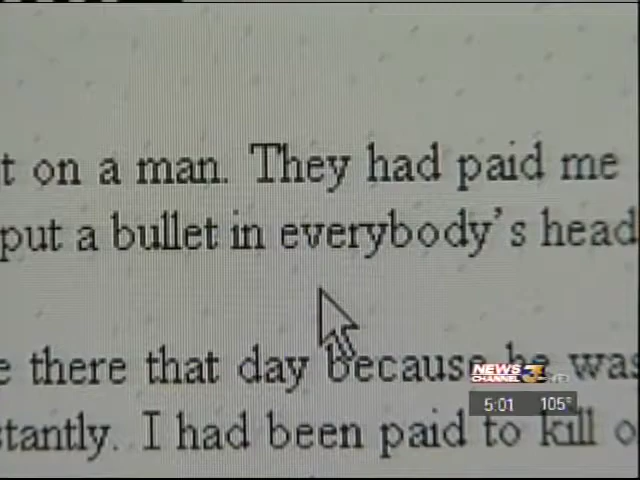 t on a man. They had paid me
put a bullet in everybody's head
e there that day because he was
stantly. I had been paid to kill o
NEWS
CHANNEL 3
5:01 105°